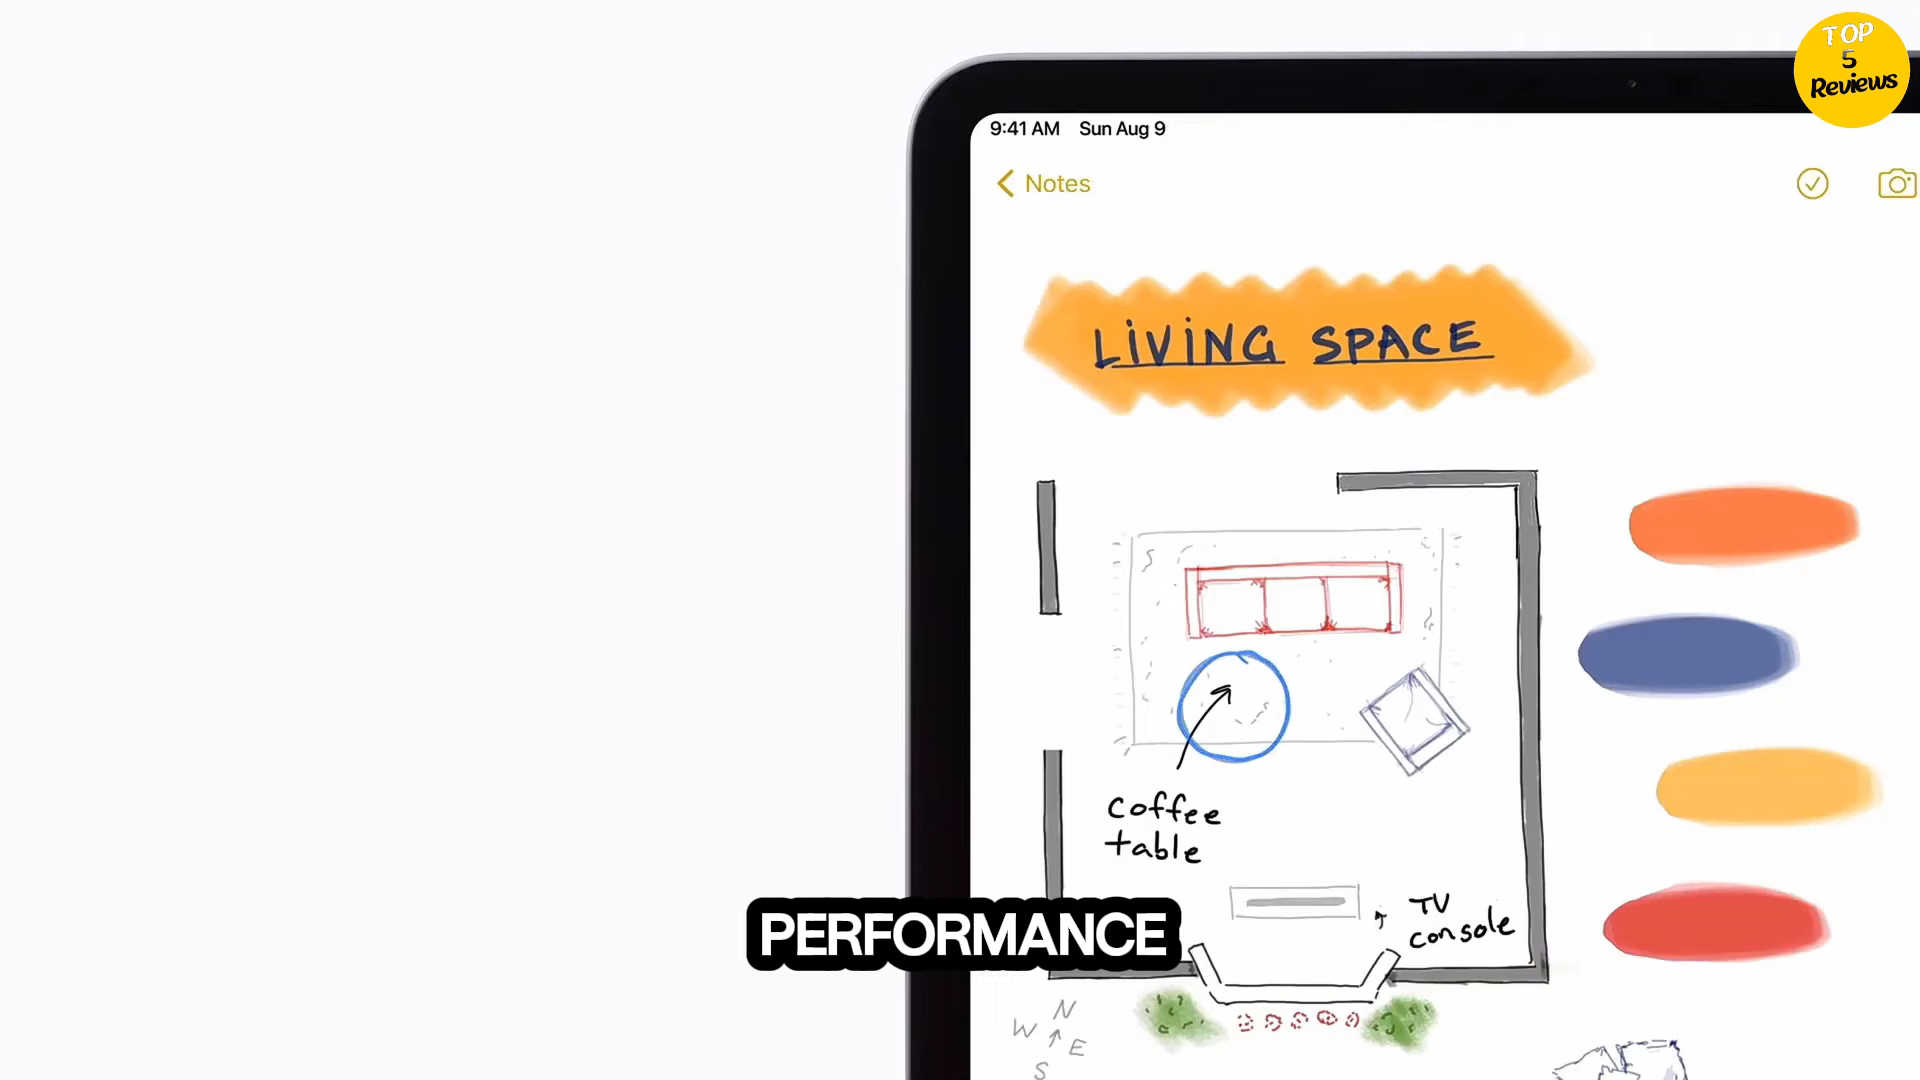 TOP
5
Reviews
9:41 AM Sun Aug 9
Notes
LIVING SPACE
Coffee
table
TV
console
PERFORMANCE
N
W
E
S